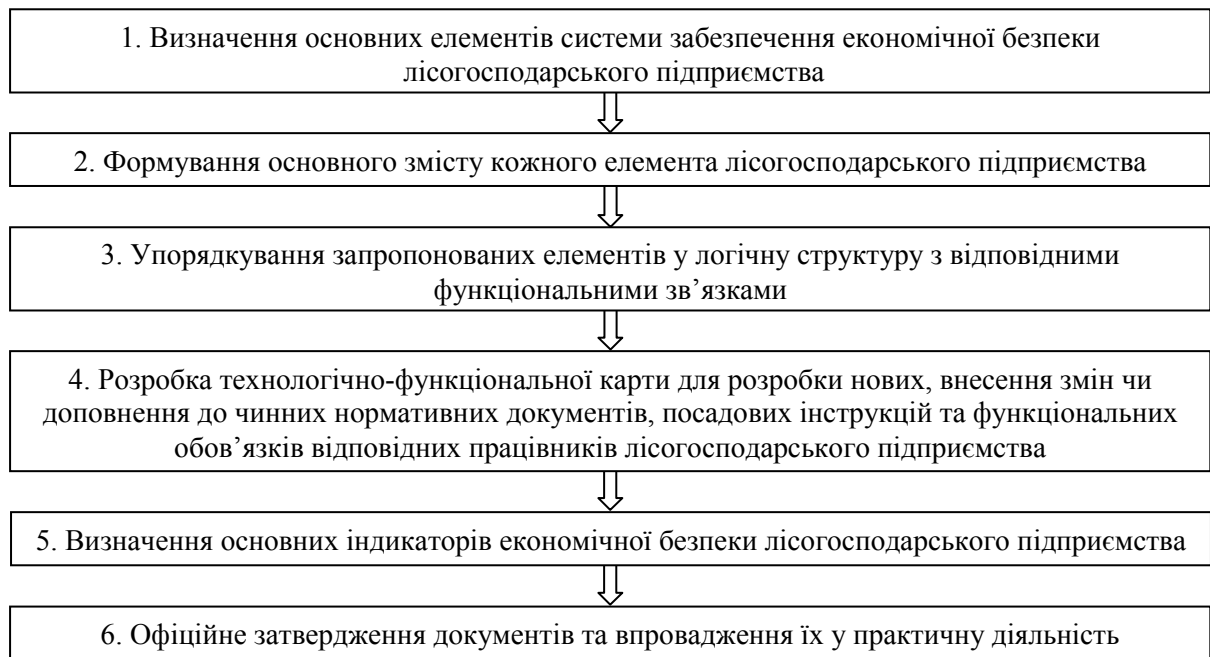 1. Визначення основних елементів системи забезпечення економічної безпеки
лісогосподарського підприємства
2. Формування основного змісту кожного елемента лісогосподарського підприємства
3. Упорядкування запропонованих елементів у логічну структуру з відповідними
функціональними зв’язками
4. Розробка технологічно-функціональної карти для розробки нових, внесення змін чи
доповнення до чинних нормативних документів, посадових інструкцій та функціональних
обов’язків відповідних працівників лісогосподарського підприємства
5. Визначення основних індикаторів економічної безпеки лісогосподарського підприємства
6. Офіційне затвердження документів та впровадження їх у практичну діяльність